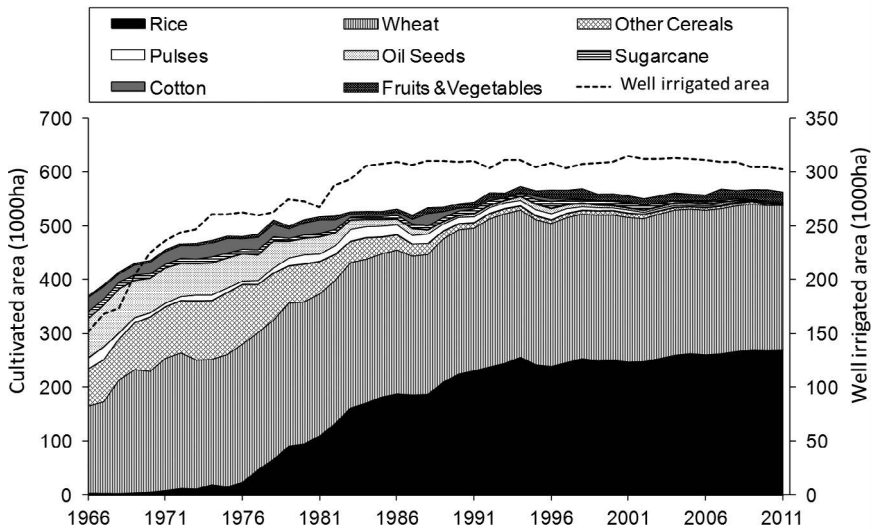 Rice Wheat Other Cereals
Pulses Oil Seeds Sugarcane
Cotton Fruits &Vegetables Well irrigated area
Cultivated area (1000ha)
700
600
500
400
300
200
100
0
350
300
250
200
150
100
50
0
Well irrigated area (1000ha)
1966 1971 1976 1981 1986 1991 1996 2001 2006 2011